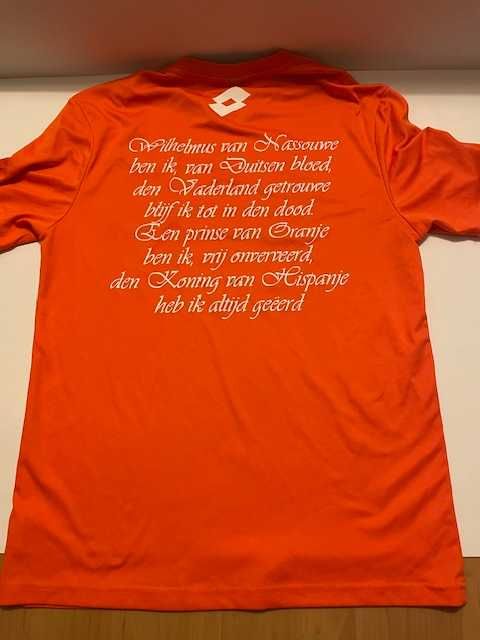 Wilhelmus van Nassouwe
ben ik, van Duitsen bloed,
den Vaderland getrouwe
blijf ik tot in den dood.
Een prinse van Oranje
ben ik, vrij onverveerd,
den Koning van Hispanje
heb ik altijd geëerd